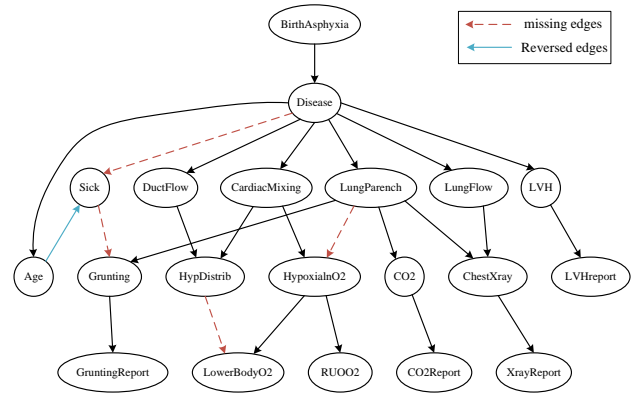 BirthAsphyxia
missing edges
Reversed edges
Disease
Sick
DuctFlow
CardiacMixing
LungParench
LungFlow
LVH
Age
Grunting
HypDistrib
HypoxiaInO2
CO2
ChestXray
LVHreport
GruntingReport
LowerBodyO2
RUOO2
CO2Report
XrayReport